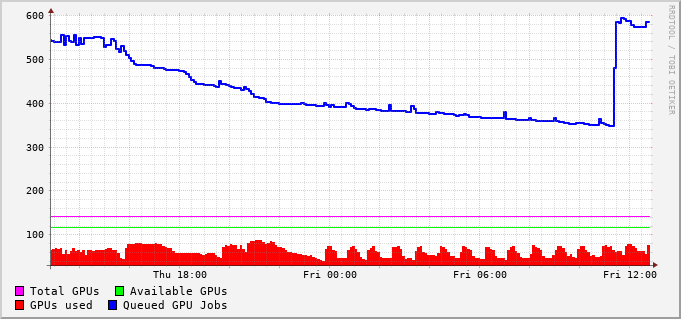 600
500
400
300
200
100
Thu 18:00 Fri 00:00 Fri 06:00 Fri 12:00
Total GPUs Available GPUs
GPUs used Queued GPU Jobs
RRDTOOL / TOBI OETIKER